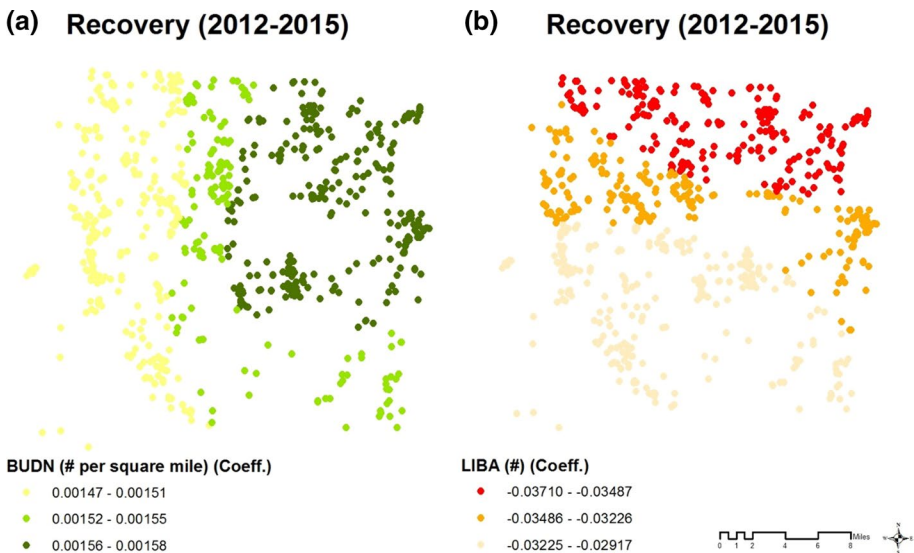 (a) Recovery (2012-2015)
BUDN (# per square mile) (Coeff.)
0.00147 - 0.00151
0.00152 - 0.00155
0.00156 - 0.00158
(b) Recovery (2012-2015)
LIBA (#) (Coeff.)
-0.03710 - -0.03487
-0.03486 - -0.03226
-0.03225 - -0.02917
0 1 2 4 6 8 Miles
N
W E
S